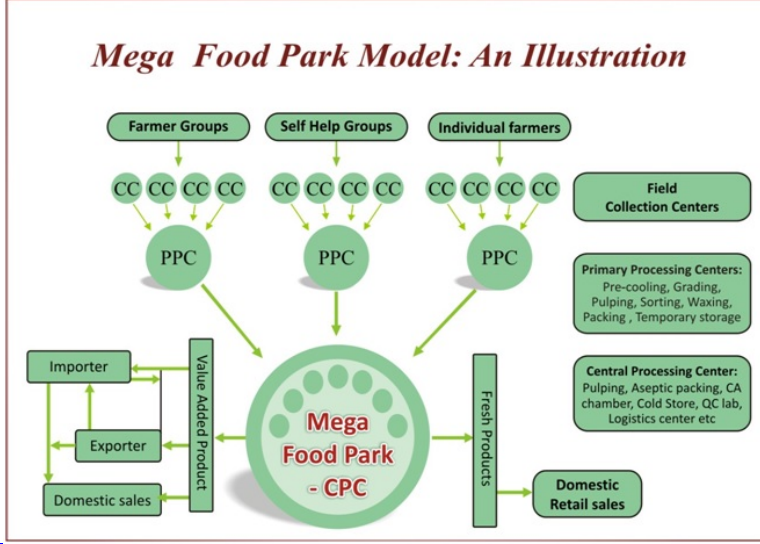 Mega Food Park Model: An Illustration
Farmer Groups
Self Help Groups
Individual farmers
CC CC CC CC
CC CC CC CC
CC CC CC CC
PPC
PPC
PPC
Field
Collection Centers
Primary Processing Centers:
Pre-cooling, Grading,
Pulping, Sorting, Waxing,
Packing , Temporary storage
Central Processing Center:
Pulping, Aseptic packing, CA
chamber, Cold Store, QC lab,
Logistics center etc
Importer
Exporter
Domestic sales
Value Added Product
Mega
Food Park
- CPC
Fresh Products
Domestic
Retail sales